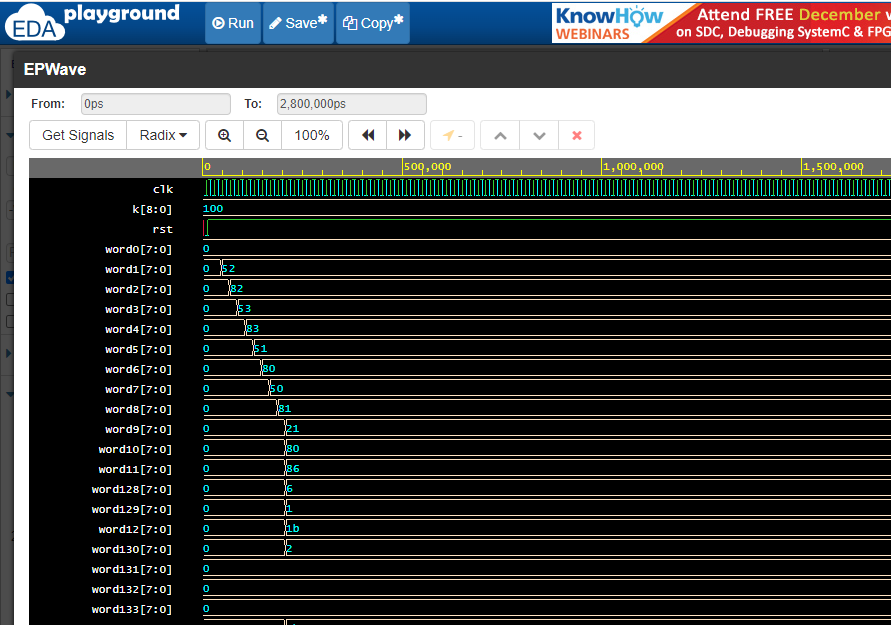 EDA playground Run Save* Copy* KnowHow WEBINARS Attend FREE December
on SDC, Debugging SystemC & FPG
EPWave
From: 0ps To: 2,800,000ps
Get Signals Radix 100% -
0 500,000 1,000,000 1,500,000
clk
k[8:0] 100
rst
word0[7:0] 0
word1[7:0] 0 52
word2[7:0] 0 82
word3[7:0] 0 53
word4[7:0] 0 83
word5[7:0] 0 51
word6[7:0] 0 80
word7[7:0] 0 50
word8[7:0] 0 81
word9[7:0] 0 21
word10[7:0] 0 80
word11[7:0] 0 86
word128[7:0] 0 6
word129[7:0] 0 1
word12[7:0] 0 1b
word130[7:0] 0 2
word131[7:0] 0
word132[7:0] 0
word133[7:0] 0